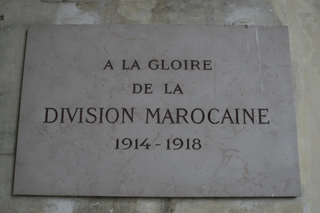 A LA GLOIRE
DE LA
DIVISION MAROCAINE
1914-1918